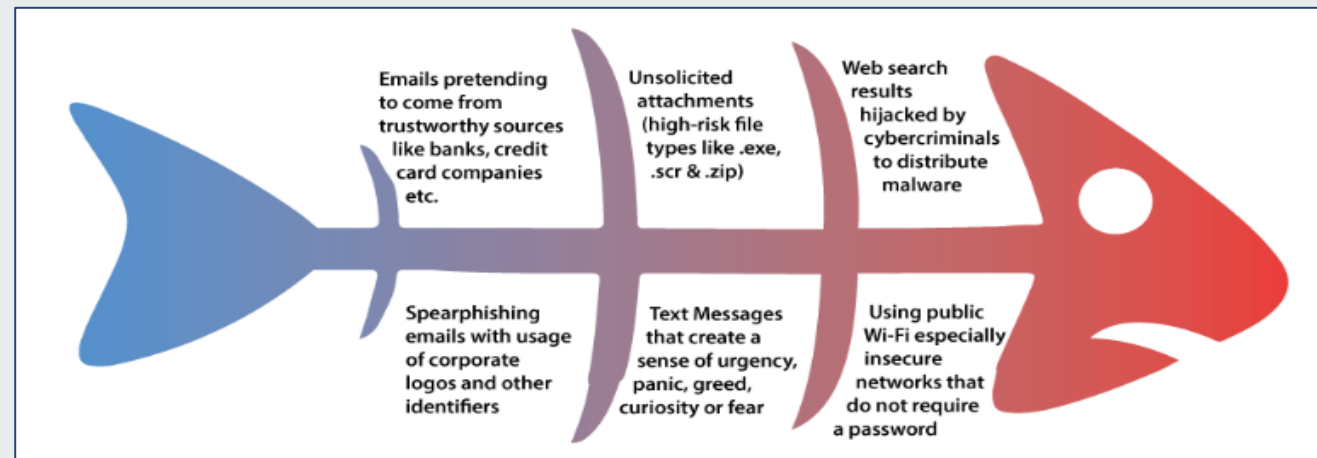 Emails pretending
to come from
trustworthy sources
like banks, credit
card companies
etc.
Unsolicited
attachments
(high-risk file
types like .exe,
.scr & .zip)
Web search
results
hijacked by
cybercriminals
to distribute
malware
Spearphishing
emails with usage
of corporate
logos and other
identifiers
Text Messages
that create a
sense of urgency,
panic, greed,
curiosity or fear
Using public
Wi-Fi especially
insecure
networks that
do not require
a password